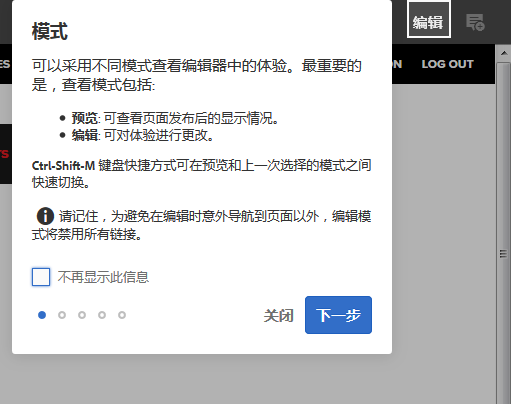 模式
编辑
可以采用不同模式查看编辑器中的体验。最重要的
是，查看模式包括:
ES
ON
LOG OUT
预览: 可查看页面发布后的显示情况。
编辑: 可对体验进行更改。
Ctrl-Shift-M 键盘快捷方式可在预览和上一次选择的模式之间
快速切换。
请记住，为避免在编辑时意外导航到页面以外，编辑模
式将禁用所有链接。
不再显示此信息
关闭
下一步